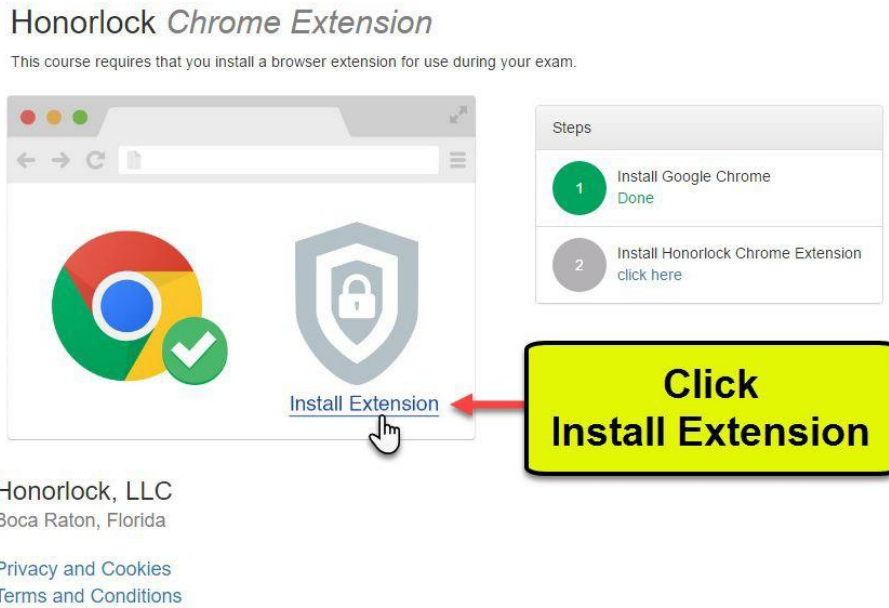 Honorlock Chrome Extension
This course requires that you install a browser extension for use during your exam.
Steps
1
Install Google Chrome
Done
2
Install Honorlock Chrome Extension
click here
Install Extension
Click
Install Extension
Honorlock, LLC
Boca Raton, Florida
Privacy and Cookies
Terms and Conditions